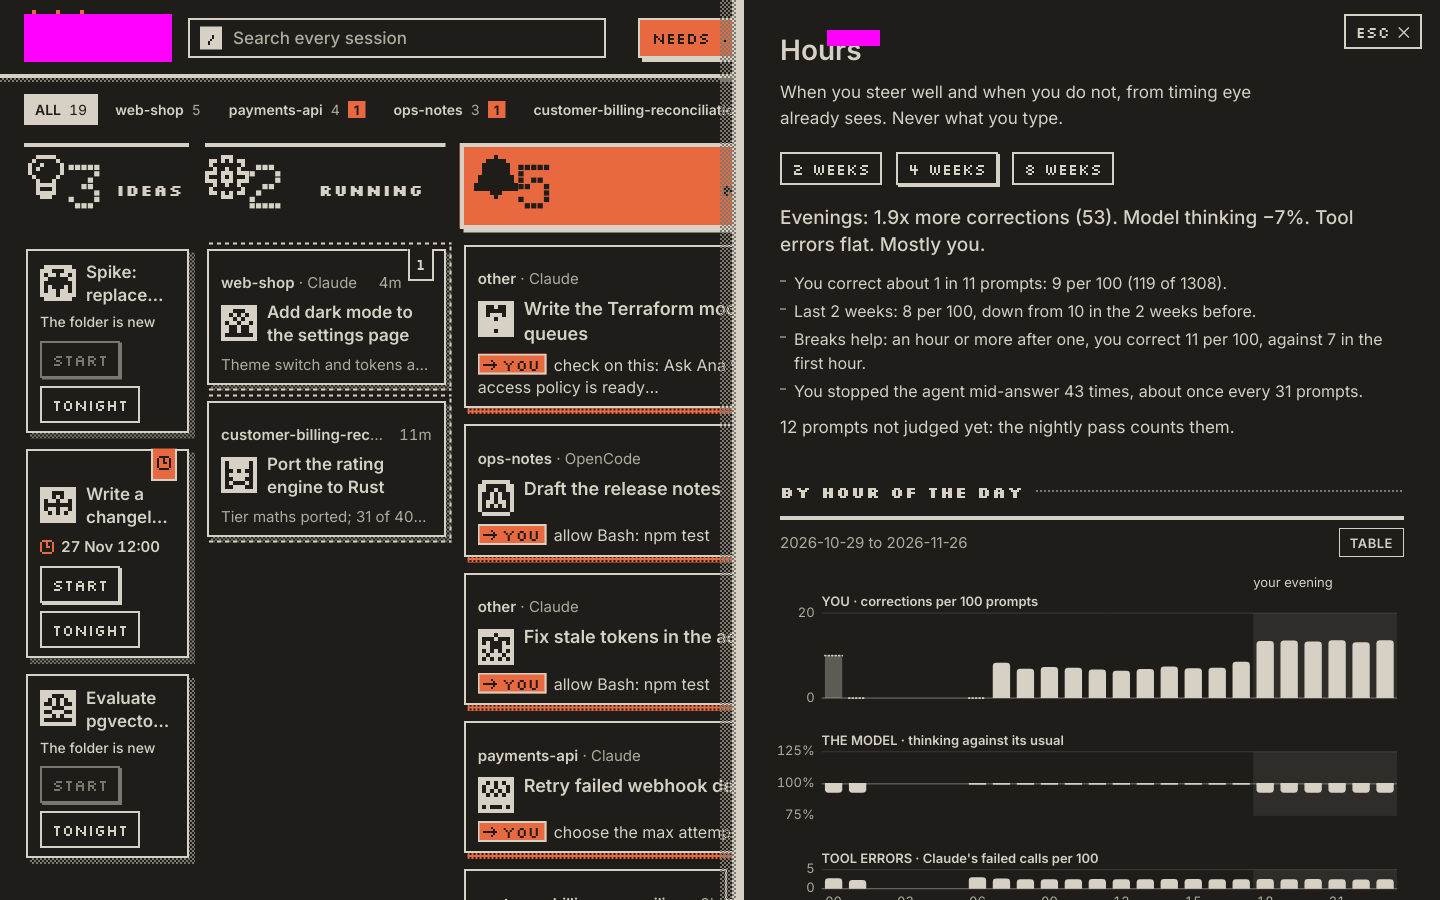 / Search every session
NEEDS
ALL 19
web-shop 5
payments-api 4 1
ops-notes 3 1
3 IDEAS
2 RUNNING
5
Spike:
replace…
The folder is new
START
TONIGHT
Write a
changel…
27 Nov 12:00
START
TONIGHT
Evaluate
pgvecto…
The folder is new
START
TONIGHT
1
web-shop · Claude 4m
Add dark mode to
the settings page
Theme switch and tokens a…
customer-billing-rec… 11m
Port the rating
engine to Rust
Tier maths ported; 31 of 40…
other · Claude
Write the Terraform
queues
→ YOU check on this: Ask Ana
access policy is ready…
ops-notes · OpenCode
Draft the release notes
→ YOU allow Bash: npm test
other · Claude
Fix stale tokens in the
→ YOU allow Bash: npm test
payments-api · Claude
Retry failed webhook
→ YOU choose the max
ESC ×
Hours
When you steer well and when you do not, from timing eye
already sees. Never what you type.
2 WEEKS
4 WEEKS
8 WEEKS
Evenings: 1.9x more corrections (53). Model thinking −7%. Tool
errors flat. Mostly you.
– You correct about 1 in 11 prompts: 9 per 100 (119 of 1308).
– Last 2 weeks: 8 per 100, down from 10 in the 2 weeks before.
– Breaks help: an hour or more after one, you correct 11 per 100, against 7 in the
first hour.
– You stopped the agent mid-answer 43 times, about once every 31 prompts.
12 prompts not judged yet: the nightly pass counts them.
BY HOUR OF THE DAY
2026-10-29 to 2026-11-26
TABLE
your evening
YOU · corrections per 100 prompts
20
0
THE MODEL · thinking against its usual
125%
100%
75%
TOOL ERRORS · Claude's failed calls per 100
5
0